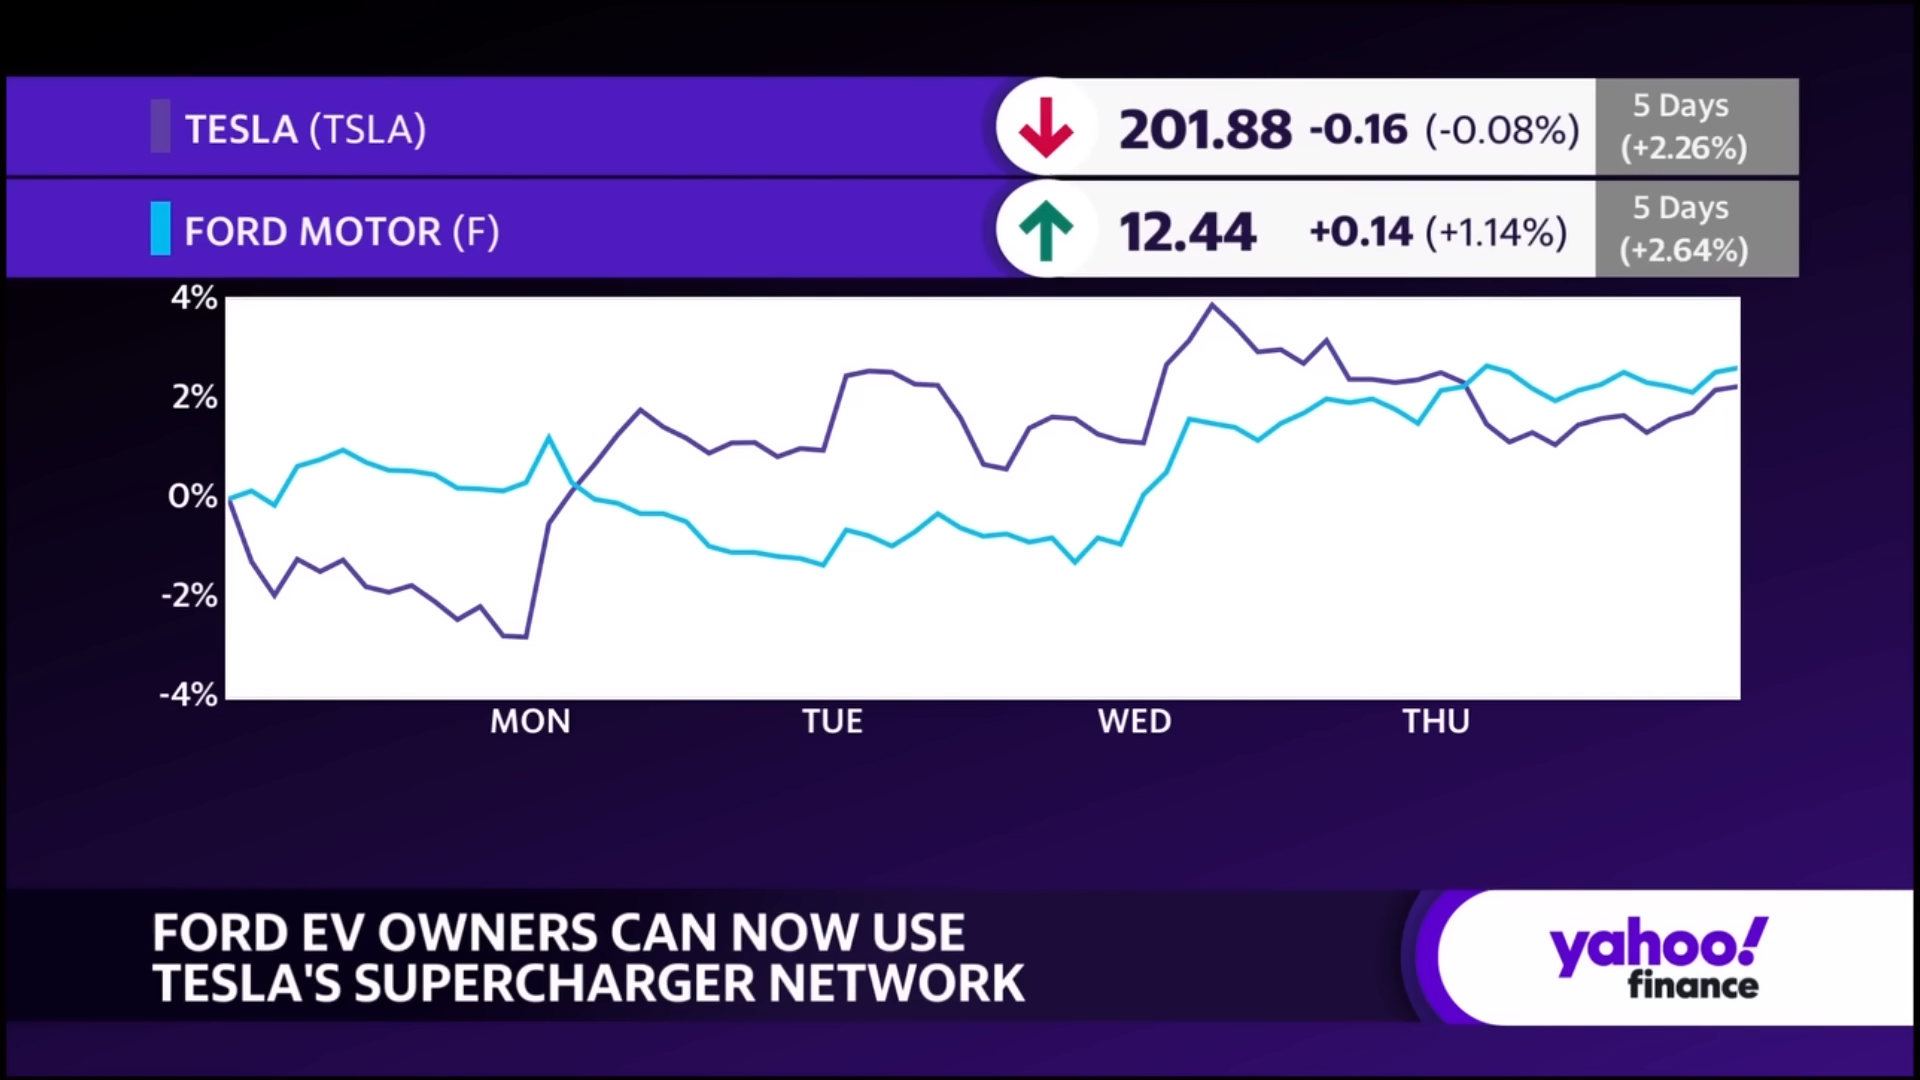 TESLA (TSLA) 201.88 -0.16 (-0.08%) 5 Days
(+2.26%)
FORD MOTOR (F) 12.44 +0.14 (+1.14%) 5 Days
(+2.64%)
4%
2%
0%
-2%
-4%
MON TUE WED THU
FORD EV OWNERS CAN NOW USE
TESLA'S SUPERCHARGER NETWORK
yahoo!
finance